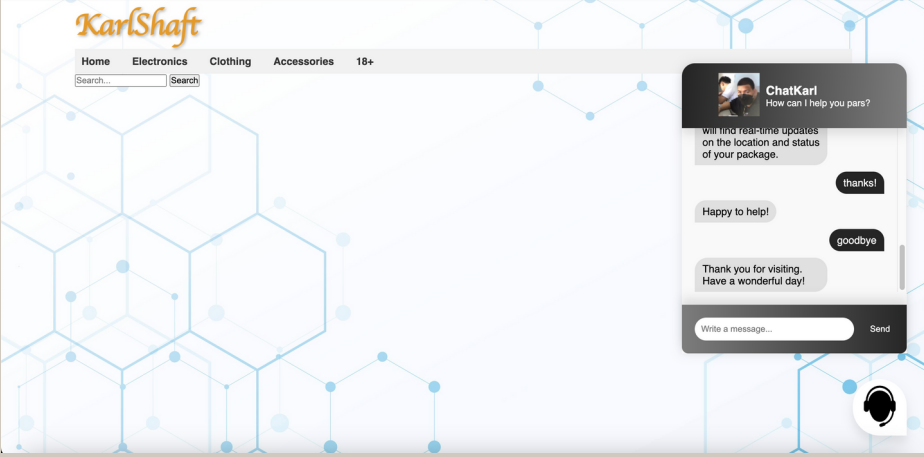 KarlShaft
Home Electronics Clothing Accessories 18+
Search... Search
ChatKarl
How can I help you pars?
will find real-time updates
on the location and status
of your package.
thanks!
Happy to help!
goodbye
Thank you for visiting.
Have a wonderful day!
Write a message... Send